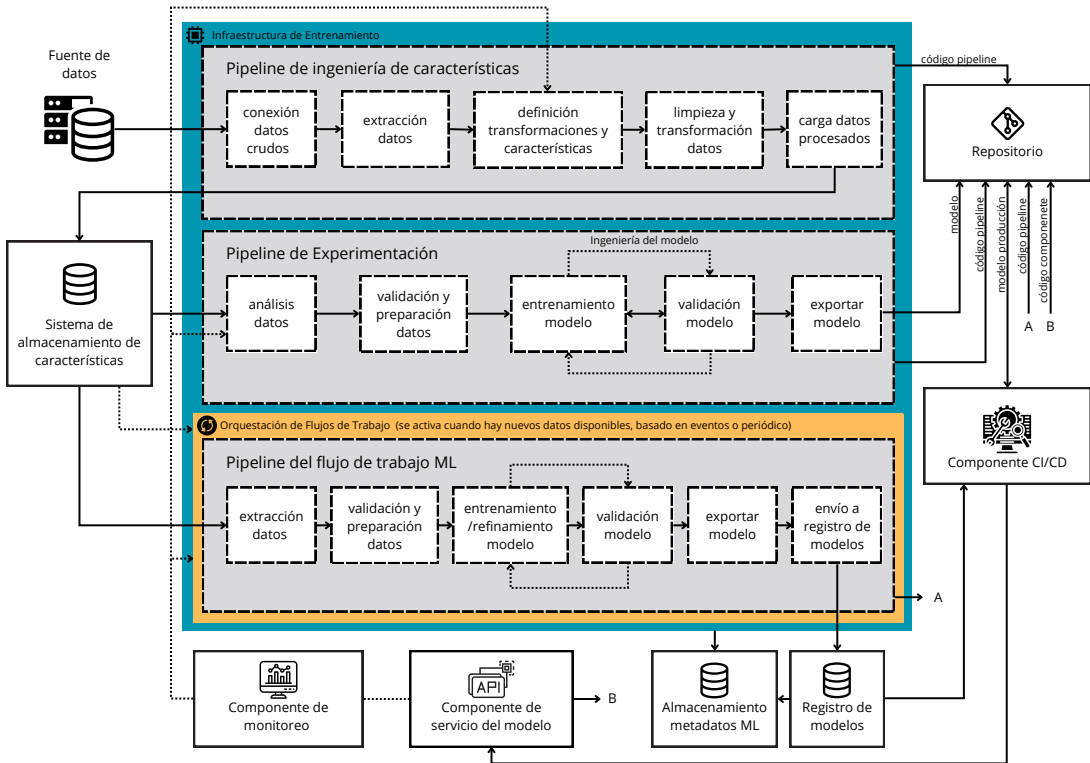 Infraestructura de Entrenamiento
Fuente de
datos
Pipeline de ingeniería de características
conexión
datos
crudos
extracción
datos
definición
transformaciones y
características
limpieza y
transformación
datos
carga datos
procesados
código pipeline
Repositorio
modelo
código pipeline
modelo producción
código pipeline
código componenete
A
B
Sistema de
almacenamiento de
características
Pipeline de Experimentación
Ingeniería del modelo
análisis
datos
validación y
preparación
datos
entrenamiento
modelo
validación
modelo
exportar
modelo
Componente CI/CD
Orquestación de Flujos de Trabajo (se activa cuando hay nuevos datos disponibles, basado en eventos o periódico)
Pipeline del flujo de trabajo ML
extracción
datos
validación y
preparación
datos
entrenamiento
/refinamiento
modelo
validación
modelo
exportar
modelo
envío a
registro de
modelos
A
Componente de
monitoreo
API
Componente de
servicio del modelo
B
Almacenamiento
metadatos ML
Registro de
modelos